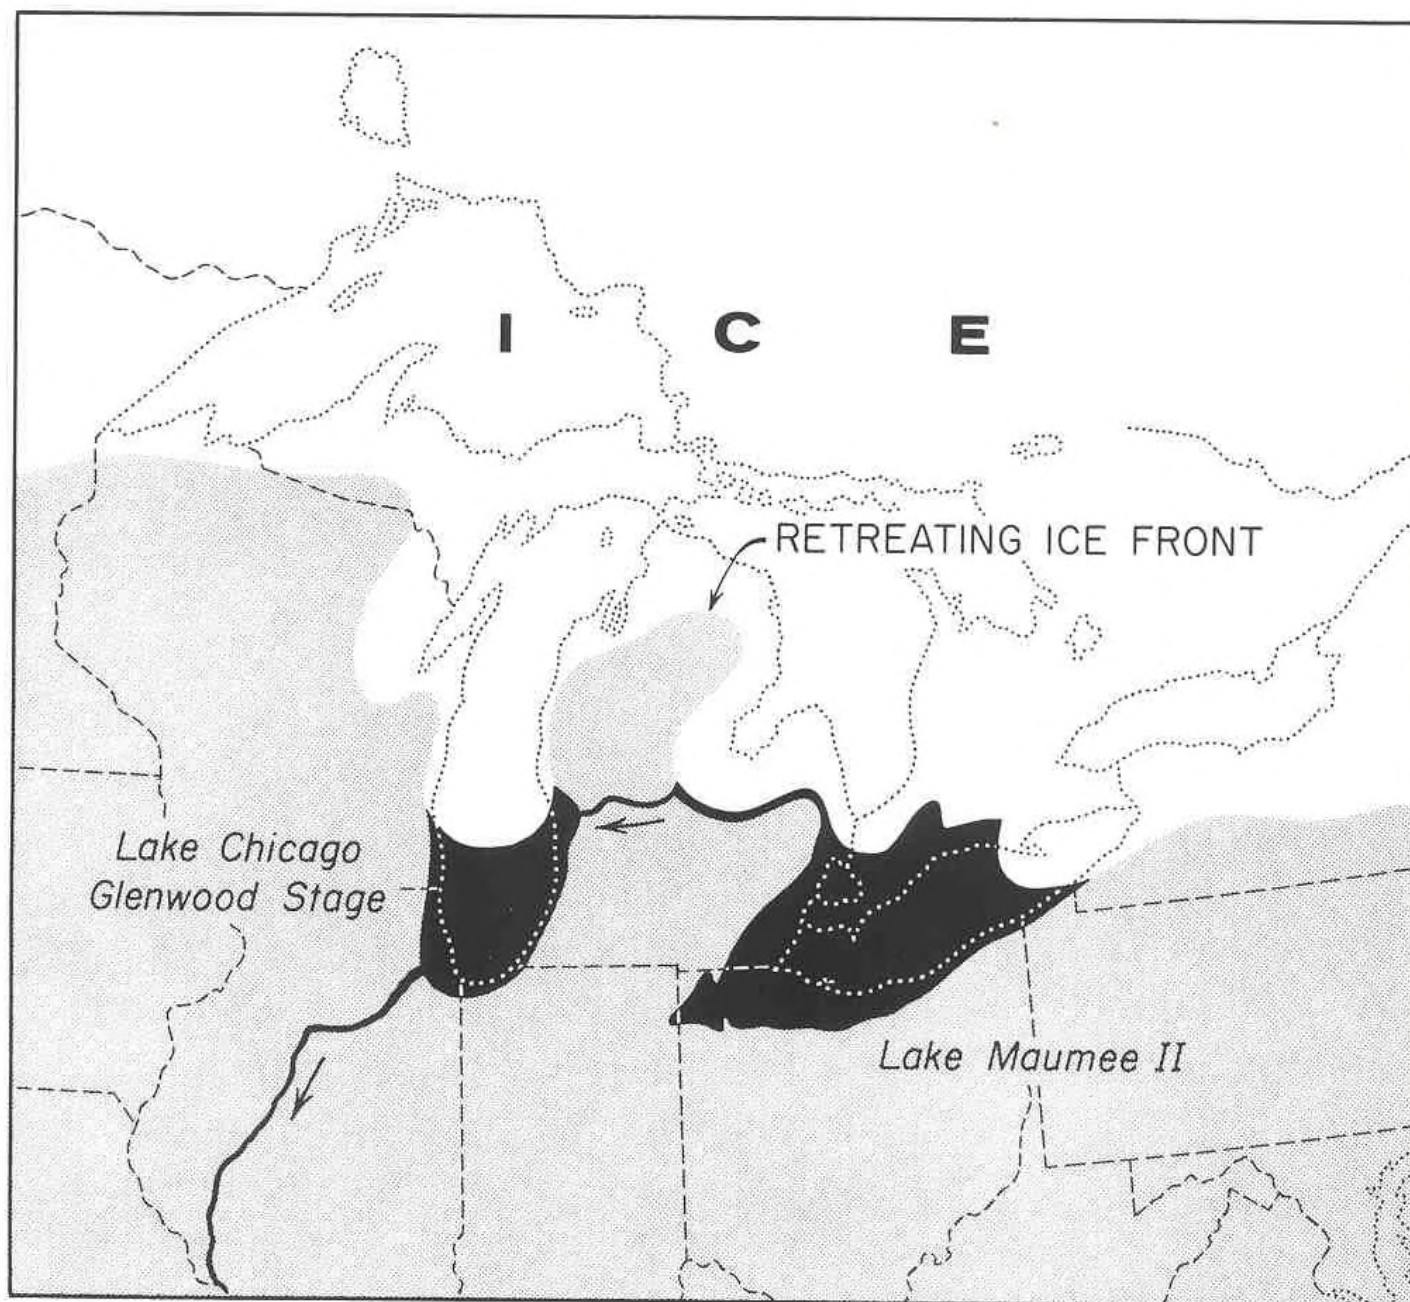 I C E
RETREATING ICE FRONT
Lake Chicago
Glenwood Stage
Lake Maumee II